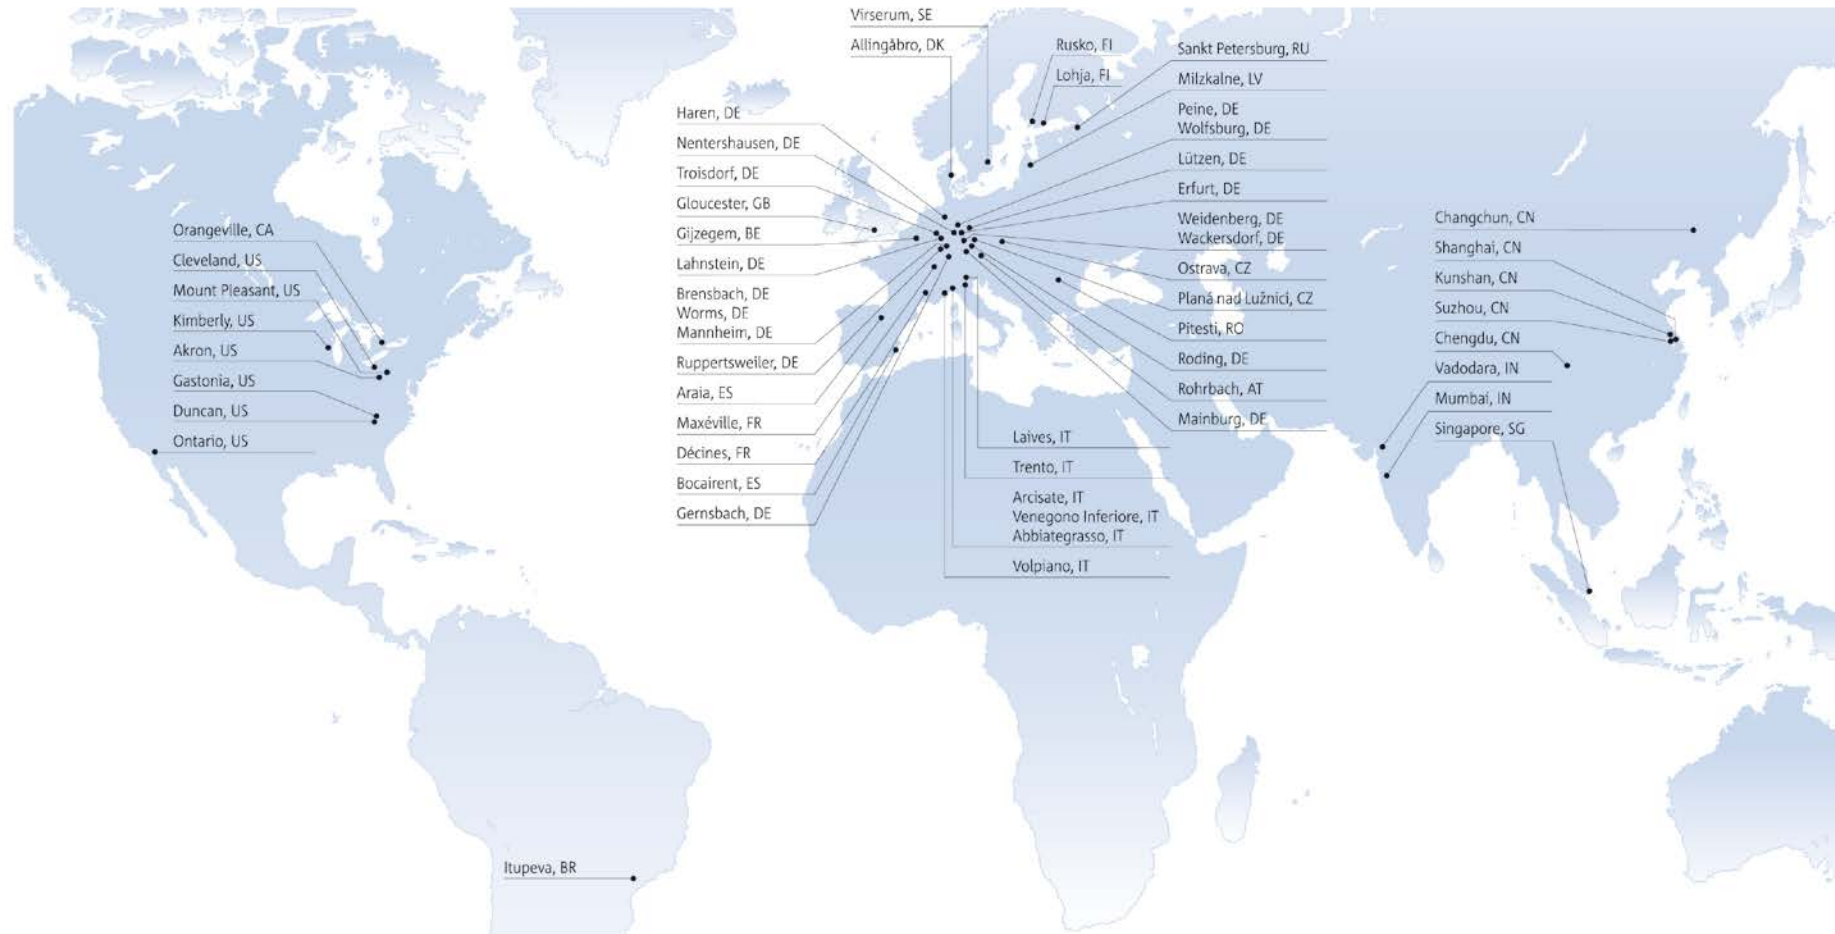 Virserum, SE
Allingåbro, DK
Rusko, FI
Lohja, FI
Sankt Petersburg, RU
Milzkalne, LV
Peine, DE
Wolfsburg, DE
Lützen, DE
Erfurt, DE
Weidenberg, DE
Wackersdorf, DE
Ostrava, CZ
Planá nad Lužnicí, CZ
Pitesti, RO
Roding, DE
Rohrbach, AT
Mainburg, DE
Haren, DE
Nentershausen, DE
Troisdorf, DE
Gloucester, GB
Gijzegem, BE
Lahnstein, DE
Brensbach, DE
Worms, DE
Mannheim, DE
Ruppertsweiler, DE
Araia, ES
Maxéville, FR
Décines, FR
Bocairent, ES
Gernsbach, DE
Laives, IT
Trento, IT
Arcisate, IT
Venegono Inferiore, IT
Abbiategrasso, IT
Volpiano, IT
Orangeville, CA
Cleveland, US
Mount Pleasant, US
Kimberly, US
Akron, US
Gastonia, US
Duncan, US
Ontario, US
Changchun, CN
Shanghai, CN
Kunshan, CN
Suzhou, CN
Chengdu, CN
Vadodara, IN
Mumbai, IN
Singapore, SG
Itupeva, BR